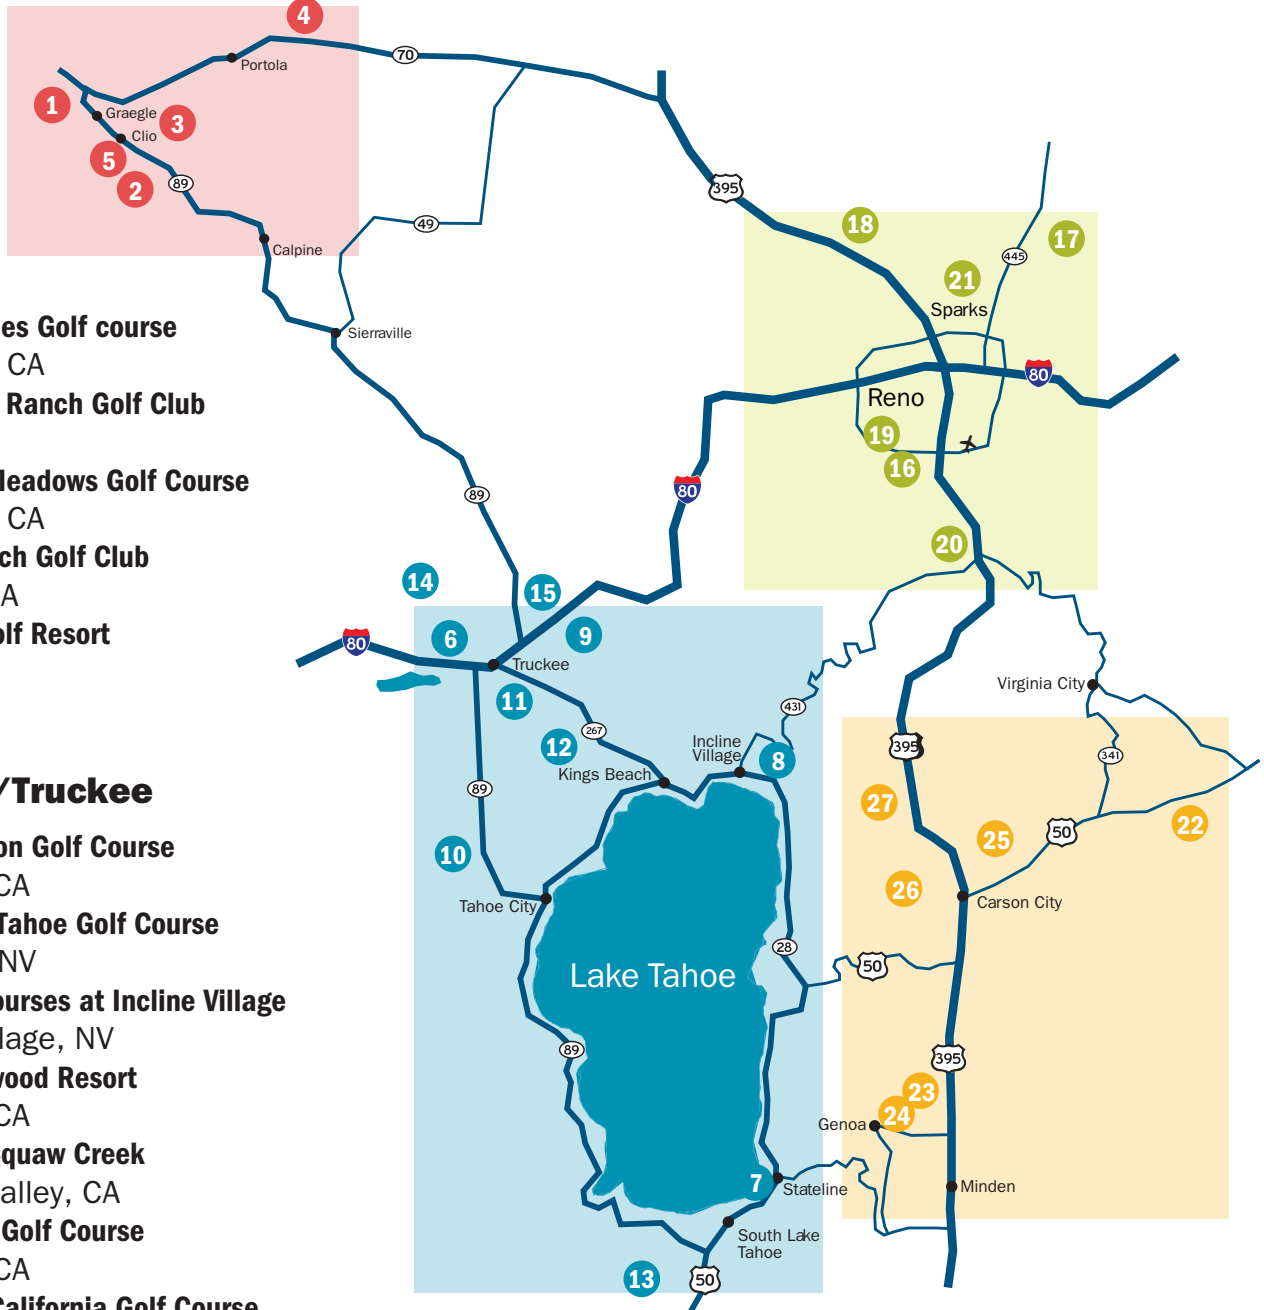 4
70
Portola
1
Graegle
3
Clio
5
2
89
395
49
Calpine
18
17
445
21
Sparks
es Golf course
CA
Ranch Golf Club
Meadows Golf Course
CA
ch Golf Club
A
olf Resort
Sierraville
80
Reno
19
16
89
80
20
14
15
6
9
80
Truckee
11
267
12
Kings Beach
Incline
Village
8
431
Virginia City
395
341
27
25
50
22
26
Carson City
89
10
Tahoe City
/Truckee
on Golf Course
CA
Tahoe Golf Course
NV
ourses at Incline Village
llage, NV
wood Resort
CA
Squaw Creek
alley, CA
Golf Course
CA
California Golf Course
Lake Tahoe
28
50
89
395
23
24
Genoa
7
Stateline
Minden
South Lake
Tahoe
13
50